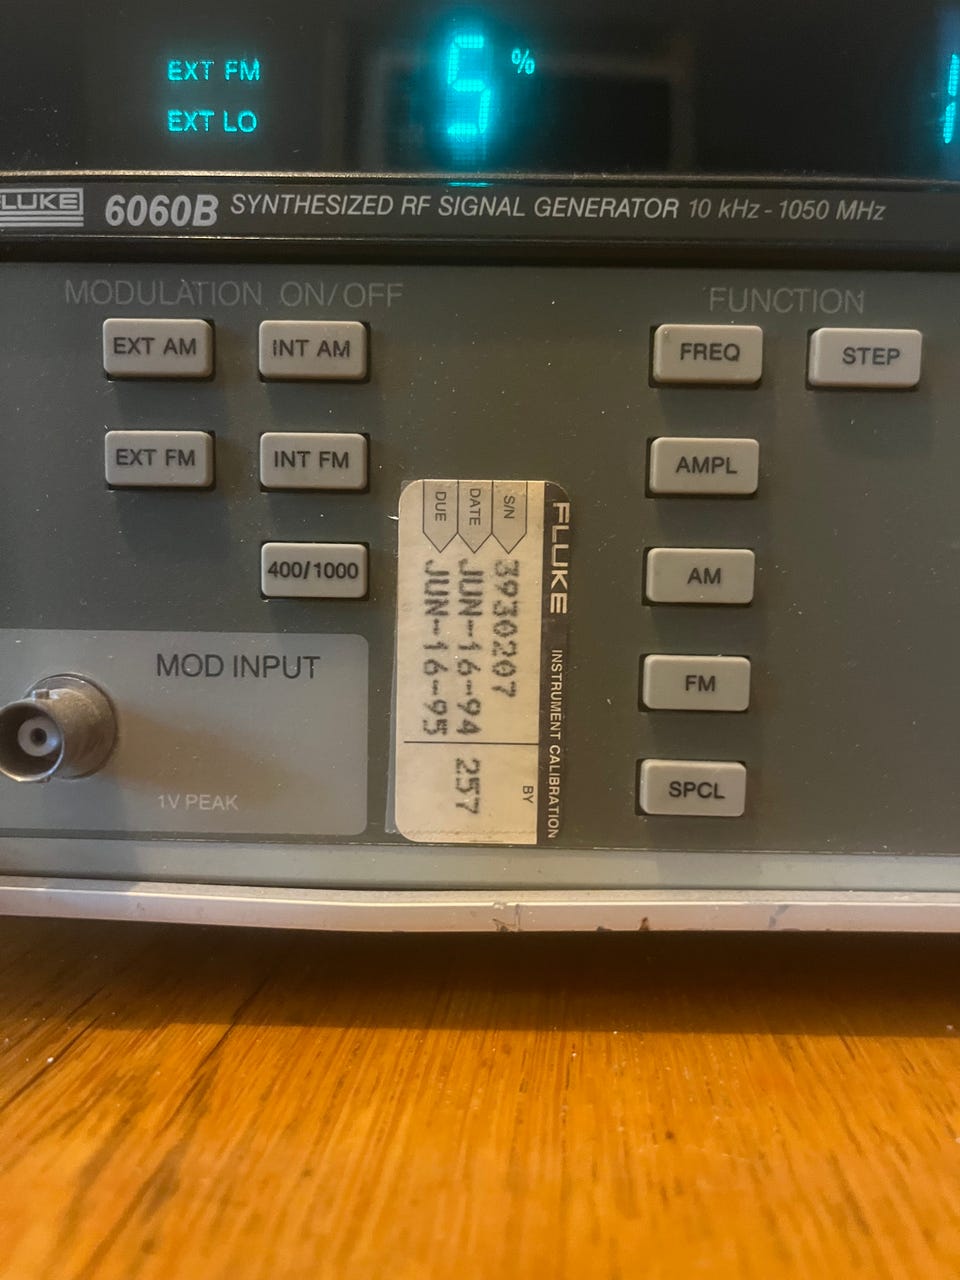 EXT FM
5 %
EXT LO
FLUKE 6060B SYNTHESIZED RF SIGNAL GENERATOR 10 kHz - 1050 MHz
MODULATION ON/OFF
EXT AM
INT AM
EXT FM
INT FM
400/1000
MOD INPUT
1V PEAK
FUNCTION
FREQ
STEP
AMPL
AM
FM
SPCL
FLUKE INSTRUMENT CALIBRATION
S/N 3930207
BY
DATE JUN-16-94 257
DUE JUN-16-95